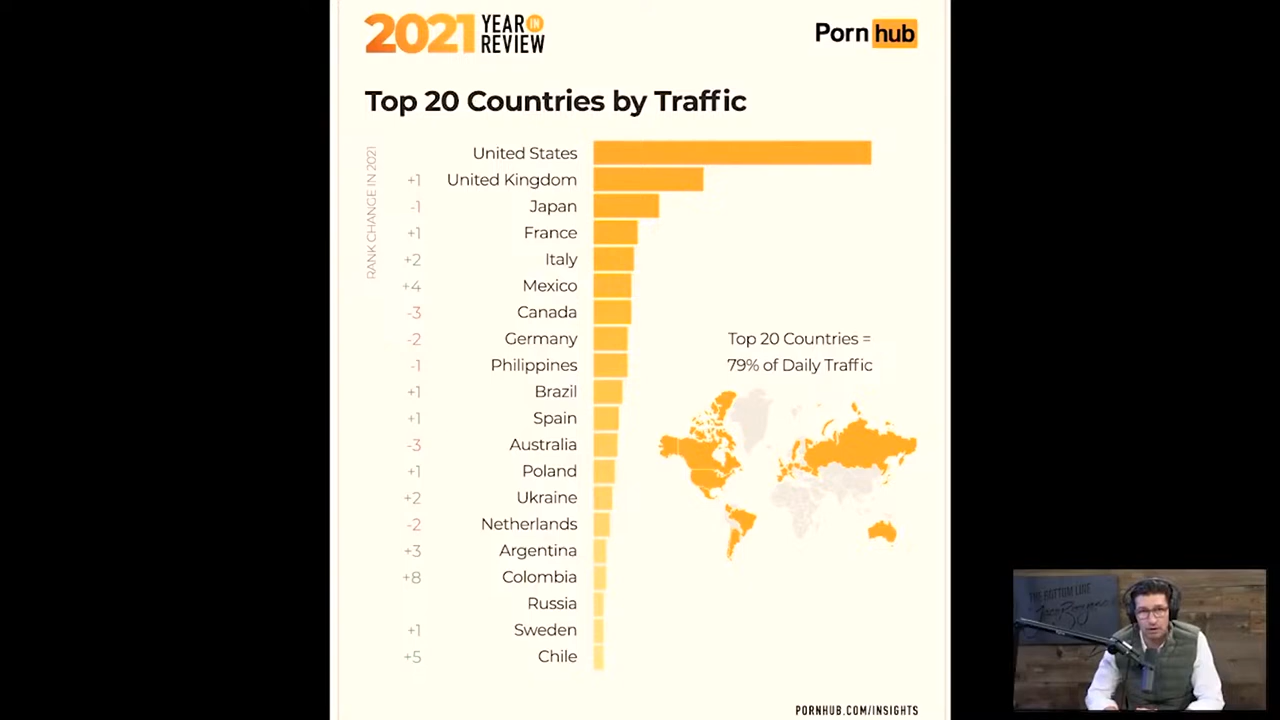 2021 YEAR IN REVIEW
Pornhub
Top 20 Countries by Traffic
RANK CHANGE IN 2021
United States
+1 United Kingdom
-1 Japan
+1 France
+2 Italy
+4 Mexico
-3 Canada
-2 Germany
-1 Philippines
+1 Brazil
+1 Spain
-3 Australia
+1 Poland
+2 Ukraine
-2 Netherlands
+3 Argentina
+8 Colombia
Russia
+1 Sweden
+5 Chile
Top 20 Countries =
79% of Daily Traffic
PORNHUB.COM/INSIGHTS
THE BOTTOM LINE